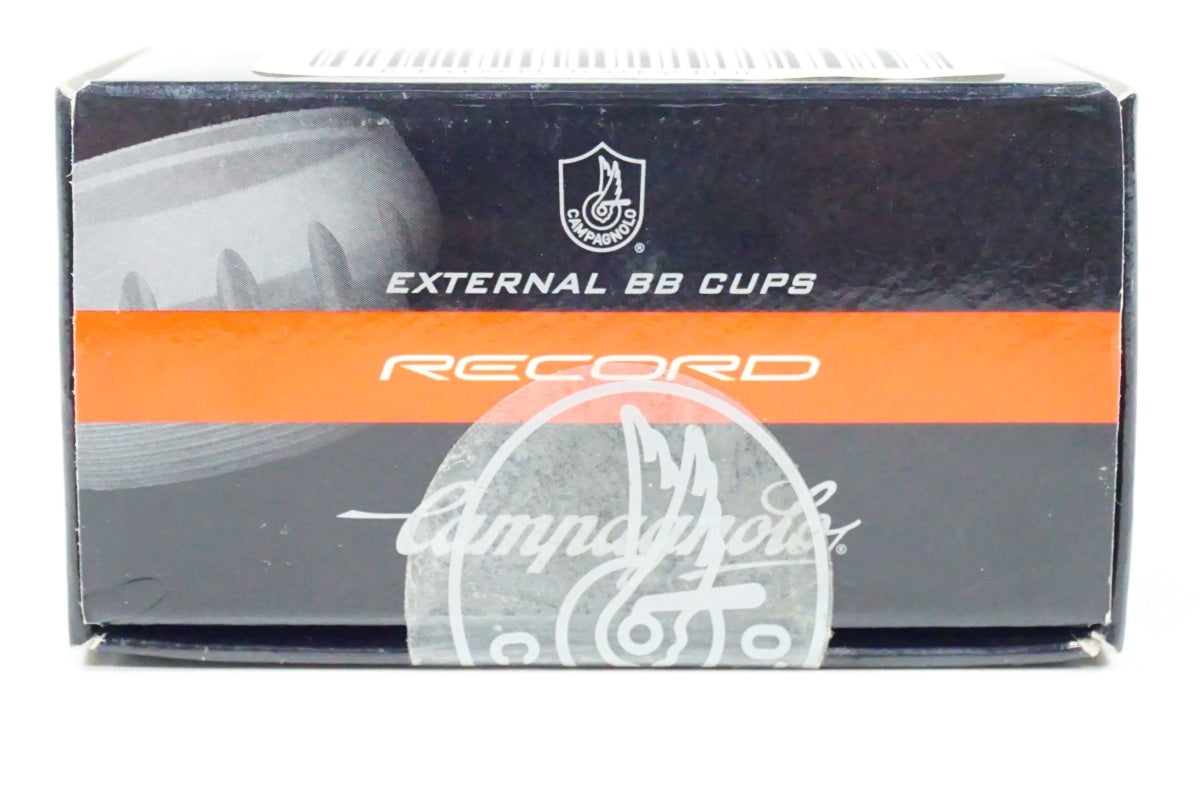 CAMPAGNOLO
®
EXTERNAL BB CUPS
RECORD
Campagnolo®
C O